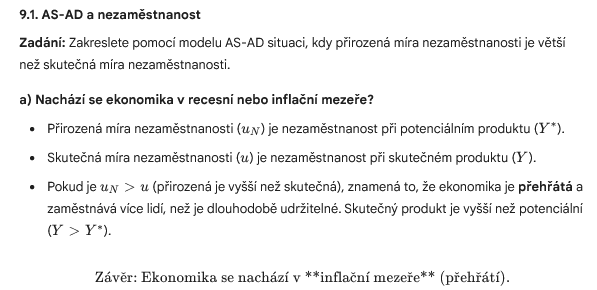 9.1. AS-AD a nezaměstnanost
Zadání: Zakreslete pomocí modelu AS-AD situaci, kdy přirozená míra nezaměstnanosti je větší
než skutečná míra nezaměstnanosti.
a) Nachází se ekonomika v recesní nebo inflační mezeře?
• Přirozená míra nezaměstnanosti (u_N) je nezaměstnanost při potenciálním produktu (Y*).
• Skutečná míra nezaměstnanosti (u) je nezaměstnanost při skutečném produktu (Y).
• Pokud je u_N > u (přirozená je vyšší než skutečná), znamená to, že ekonomika je přehřátá a
zaměstnává více lidí, než je dlouhodobě udržitelné. Skutečný produkt je vyšší než potenciální
(Y > Y*).
Závěr: Ekonomika se nachází v **inflační mezeře** (přehřátí).